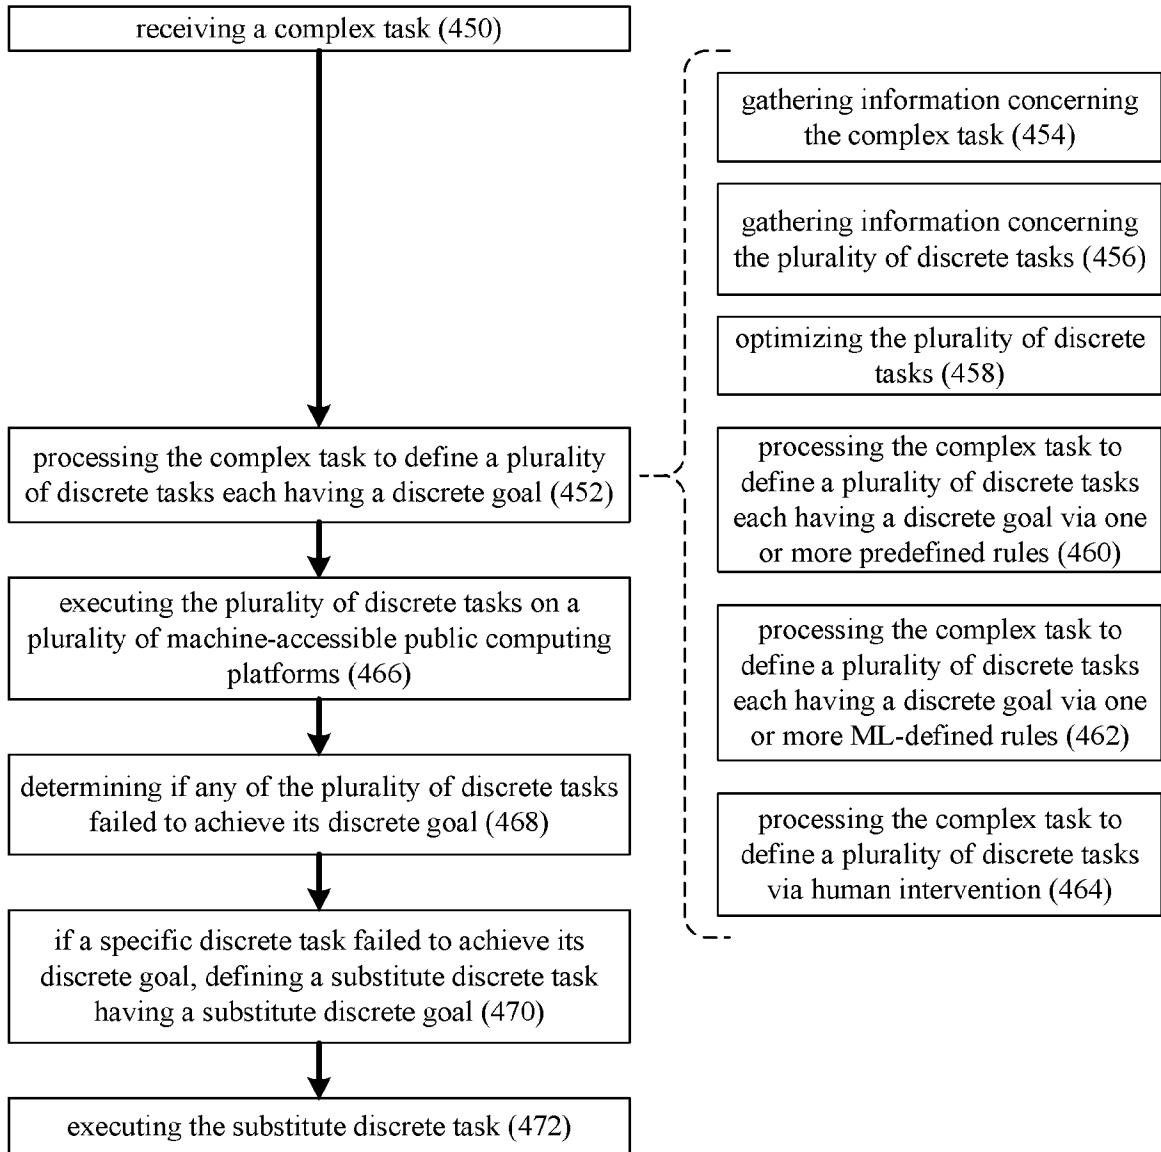 receiving a complex task (450)
processing the complex task to define a plurality
of discrete tasks each having a discrete goal (452)
executing the plurality of discrete tasks on a
plurality of machine-accessible public computing
platforms (466)
determining if any of the plurality of discrete tasks
failed to achieve its discrete goal (468)
if a specific discrete task failed to achieve its
discrete goal, defining a substitute discrete task
having a substitute discrete goal (470)
executing the substitute discrete task (472)
gathering information concerning
the complex task (454)
gathering information concerning
the plurality of discrete tasks (456)
optimizing the plurality of discrete
tasks (458)
processing the complex task to
define a plurality of discrete tasks
each having a discrete goal via one
or more predefined rules (460)
processing the complex task to
define a plurality of discrete tasks
each having a discrete goal via one
or more ML-defined rules (462)
processing the complex task to
define a plurality of discrete tasks
via human intervention (464)